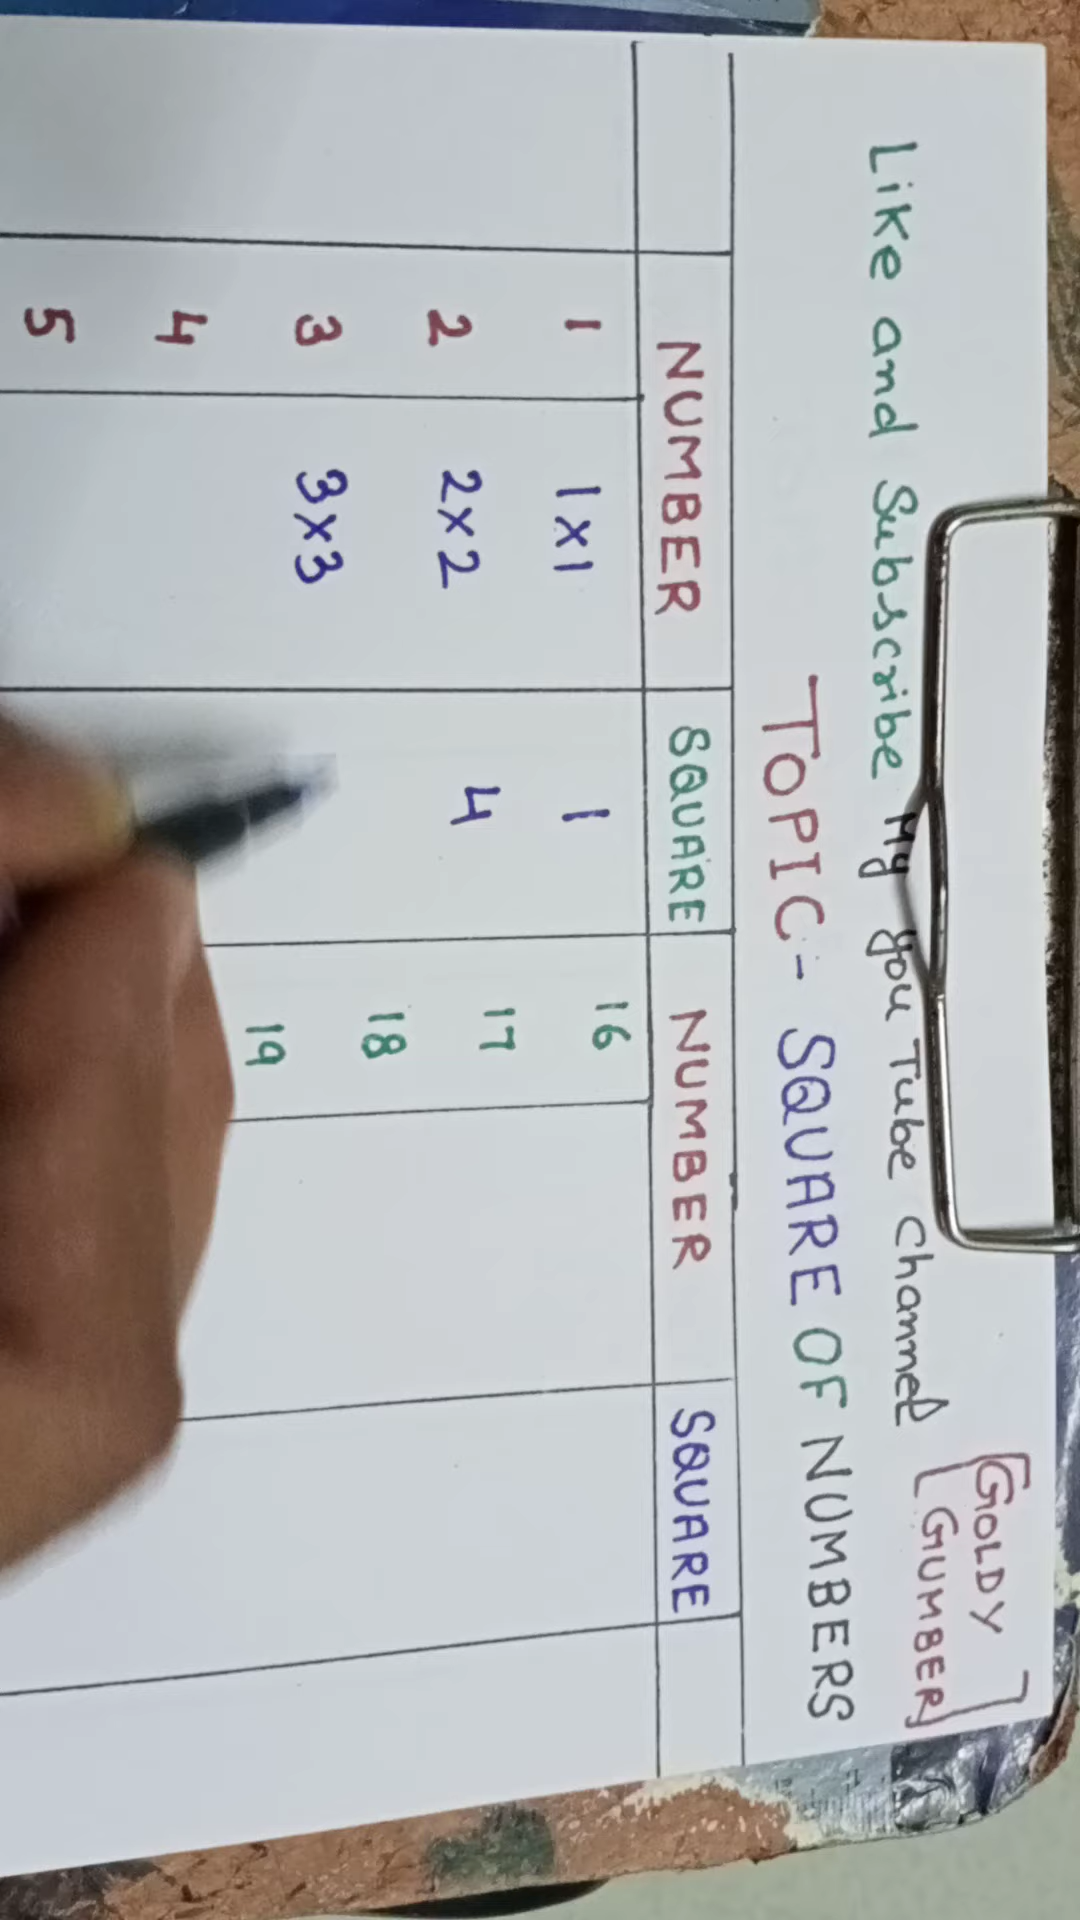 Like and Subscribe My you Tube Channel [GOLDY
GUMBER]
TOPIC- SQUARE OF NUMBERS
NUMBER SQUARE NUMBER SQUARE
1 1×1 1 16
2 2×2 4 17
3 3×3 18
4 19
5